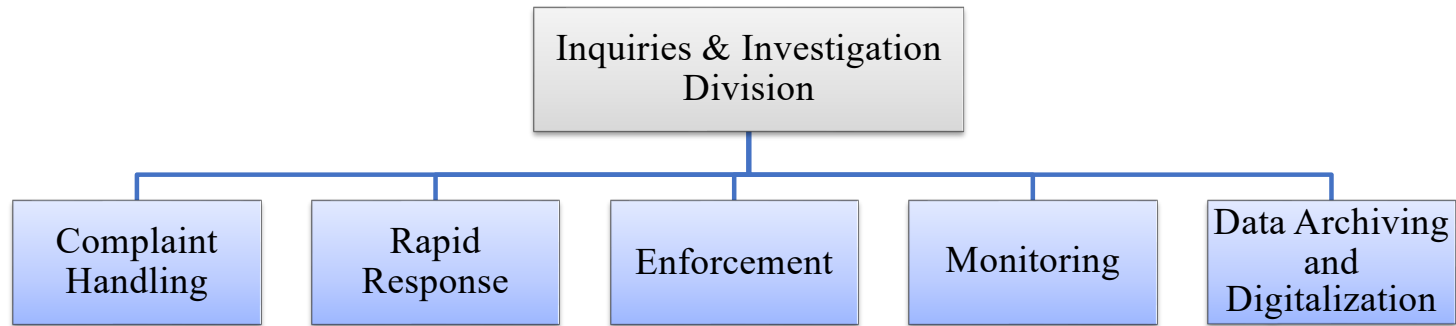 Inquiries & Investigation
Division
Complaint
Handling
Rapid
Response
Enforcement
Monitoring
Data Archiving
and
Digitalization